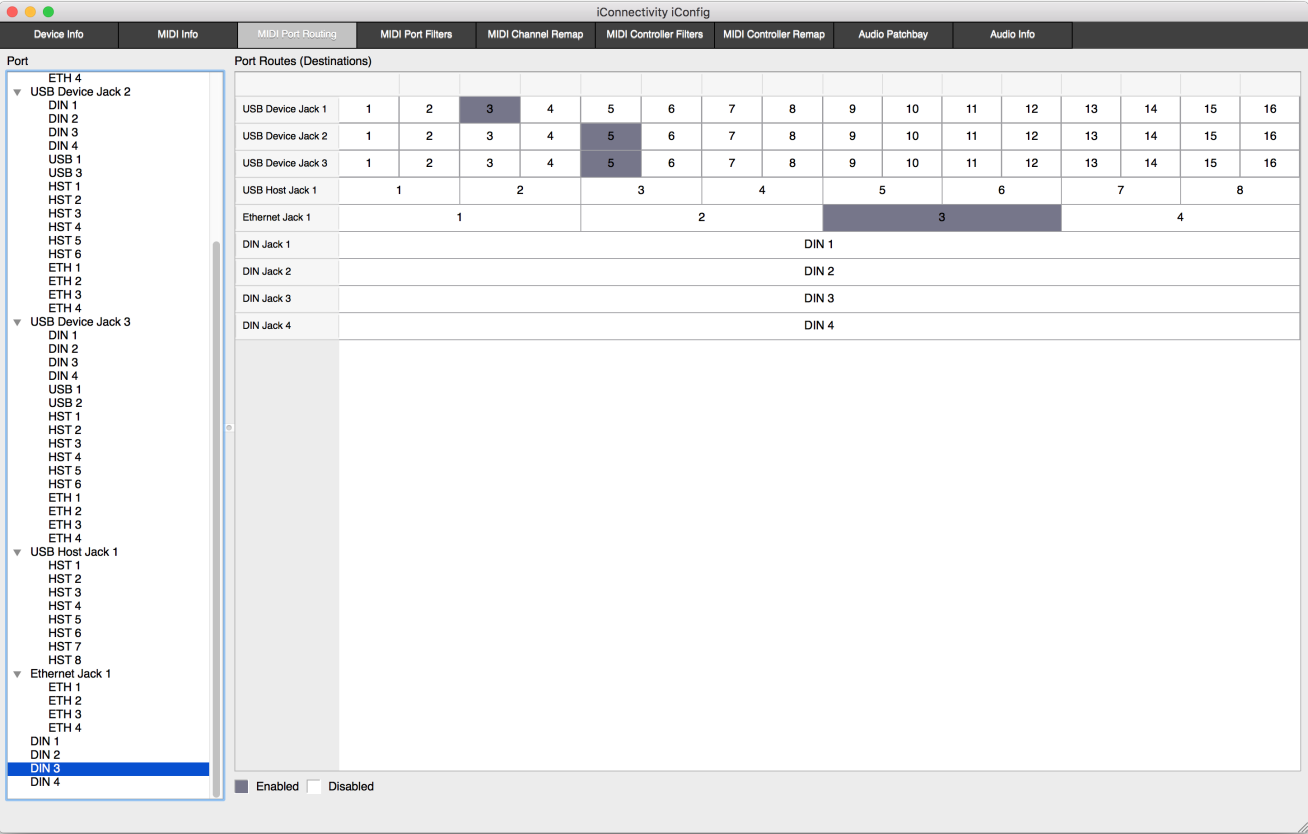 iConnectivity iConfig
Device Info MIDI Info MIDI Port Routing MIDI Port Filters MIDI Channel Remap MIDI Controller Filters MIDI Controller Remap Audio Patchbay Audio Info
Port
ETH 4
USB Device Jack 2
DIN 1
DIN 2
DIN 3
DIN 4
USB 1
USB 3
HST 1
HST 2
HST 3
HST 4
HST 5
HST 6
ETH 1
ETH 2
ETH 3
ETH 4
USB Device Jack 3
DIN 1
DIN 2
DIN 3
DIN 4
USB 1
USB 2
HST 1
HST 2
HST 3
HST 4
HST 5
HST 6
ETH 1
ETH 2
ETH 3
ETH 4
USB Host Jack 1
HST 1
HST 2
HST 3
HST 4
HST 5
HST 6
HST 7
HST 8
Ethernet Jack 1
ETH 1
ETH 2
ETH 3
ETH 4
DIN 1
DIN 2
DIN 3
DIN 4
Port Routes (Destinations)
USB Device Jack 1 1 2 3 4 5 6 7 8 9 10 11 12 13 14 15 16
USB Device Jack 2 1 2 3 4 5 6 7 8 9 10 11 12 13 14 15 16
USB Device Jack 3 1 2 3 4 5 6 7 8 9 10 11 12 13 14 15 16
USB Host Jack 1 1 2 3 4 5 6 7 8
Ethernet Jack 1 1 2 3 4
DIN Jack 1 DIN 1
DIN Jack 2 DIN 2
DIN Jack 3 DIN 3
DIN Jack 4 DIN 4
Enabled Disabled